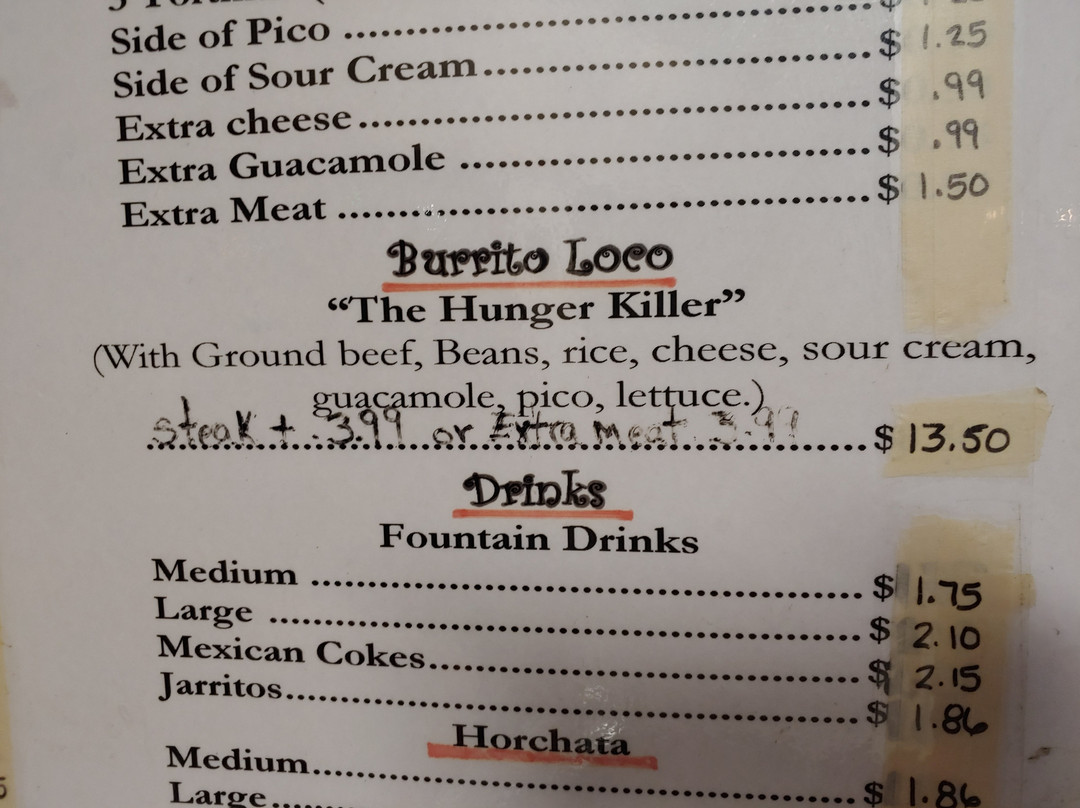 Side of Pico ........................ $
Side of Sour Cream........................ $ 1.25
Extra cheese........................ $ .99
Extra Guacamole ........................ $ .99
Extra Meat ........................ $ 1.50
Burrito Loco
“The Hunger Killer”
(With Ground beef, Beans, rice, cheese, sour cream,
guacamole, pico, lettuce.)
Steak + 3.99 or Extra meat 3.99
........................ $ 13.50
Drinks
Fountain Drinks
Medium ........................ $ 1.75
Large ........................ $ 2.10
Mexican Cokes........................ $ 2.15
Jarritos........................ $ 1.86
Horchata
Medium........................ $ 1.86
Large........